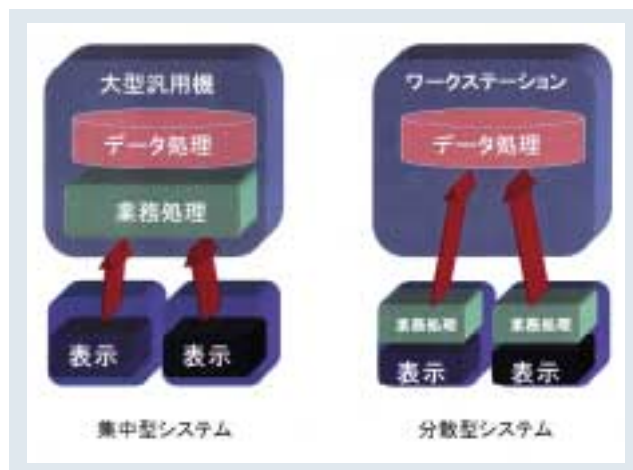 大型汎用機
データ処理
業務処理
表示
表示
集中型システム
ワークステーション
データ処理
業務処理
業務処理
表示
表示
分散型システム